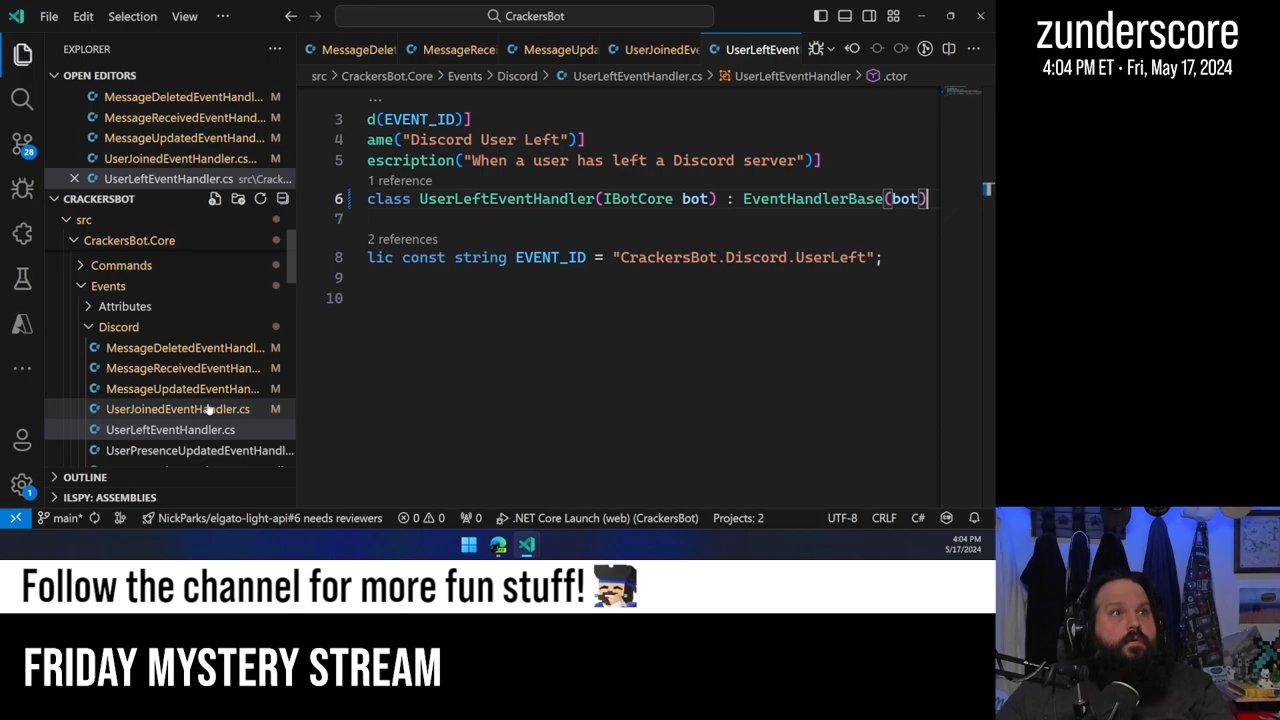 File Edit Selection View ··· CrackersBot
zunderscore
4:04 PM ET · Fri, May 17, 2024
EXPLORER ···
MessageDelet MessageRece MessageUpda UserJoinedEve UserLeftEvent ···
OPEN EDITORS
src > CrackersBot.Core > Events > Discord > UserLeftEventHandler.cs > UserLeftEventHandler > .ctor
MessageDeletedEventHandl... M
MessageReceivedEventHand... M
MessageUpdatedEventHand... M
UserJoinedEventHandler.cs... M
UserLeftEventHandler.cs src\Crack...
CRACKERSBOT
src
CrackersBot.Core
Commands
Events
Attributes
Discord
MessageDeletedEventHandl... M
MessageReceivedEventHan... M
MessageUpdatedEventHan... M
UserJoinedEventHandler.cs M
UserLeftEventHandler.cs
UserPresenceUpdatedEventHandl...
OUTLINE
ILSPY: ASSEMBLIES
28
1
...
3 d(EVENT_ID)]
4 ame("Discord User Left")]
5 escription("When a user has left a Discord server")]
1 reference
6 class UserLeftEventHandler(IBotCore bot) : EventHandlerBase(bot)
7
2 references
8 lic const string EVENT_ID = "CrackersBot.Discord.UserLeft";
9
10
main* NickParks/elgato-light-api#6 needs reviewers 0 0 0 .NET Core Launch (web) (CrackersBot) Projects: 2 UTF-8 CRLF C#
4:04 PM
5/17/2024
Follow the channel for more fun stuff!
FRIDAY MYSTERY STREAM